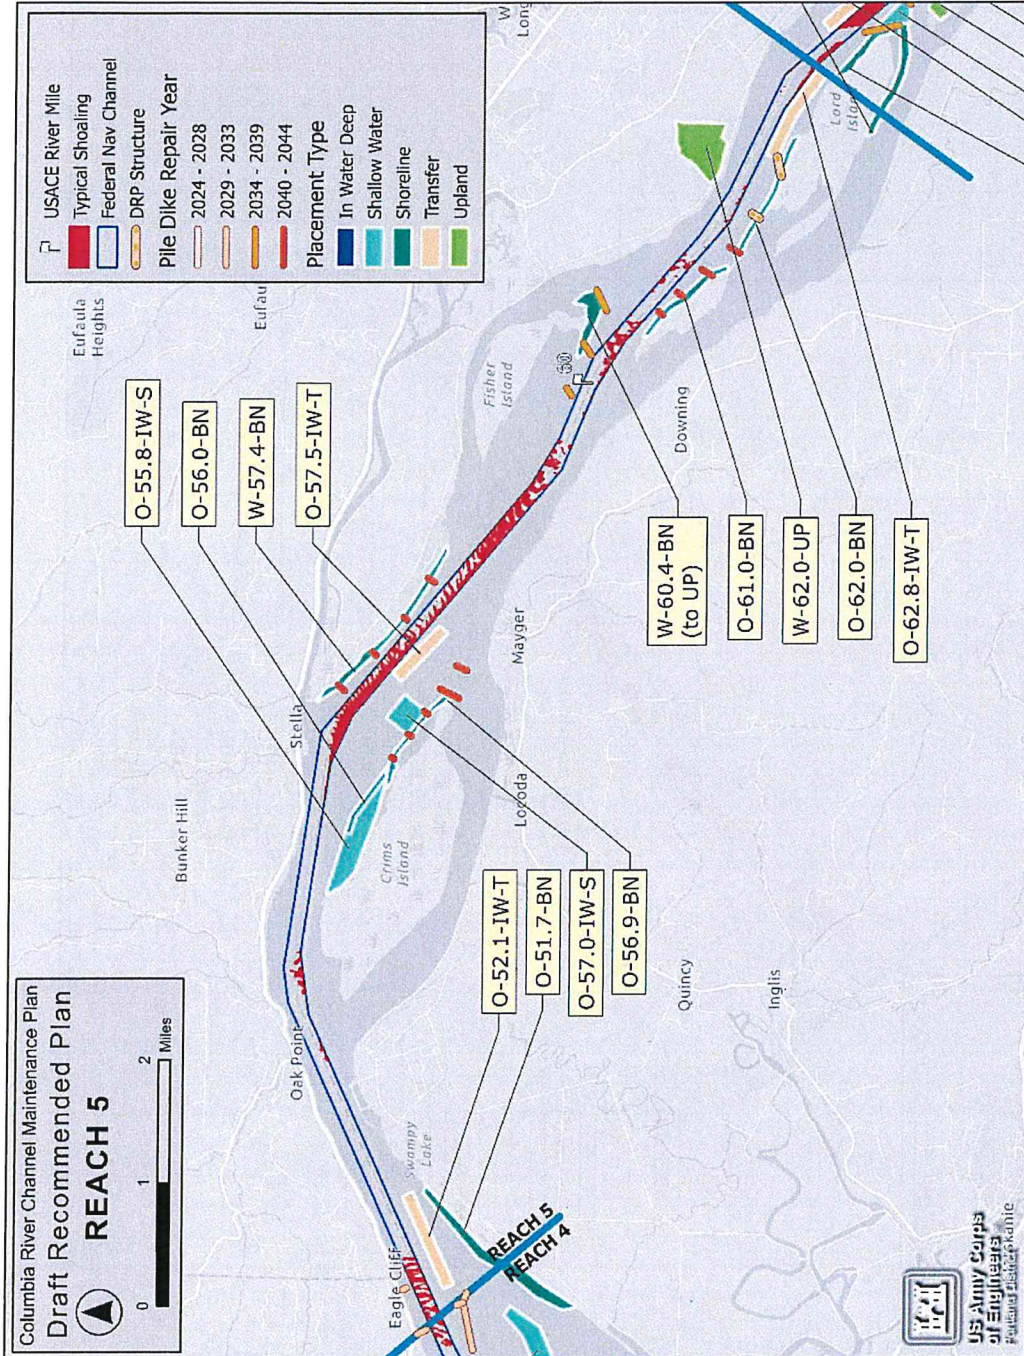 Columbia River Channel Maintenance Plan
Draft Recommended Plan
REACH 5
0 1 2
Miles
USACE River Mile
Typical Shoaling
Federal Nav Channel
DRP Structure
Pile Dike Repair Year
2024 - 2028
2029 - 2033
2034 - 2039
2040 - 2044
Placement Type
In Water Deep
Shallow Water
Shoreline
Transfer
Upland
Eufaula
Heights
Eufau
W
Long
O-55.8-IW-S
O-56.0-BN
W-57.4-BN
O-57.5-IW-T
Bunker Hill
Stella
Oak Point
Eagle Cliff
Swampy
Lake
Crims
Island
Fisher
Island
60
Lord
Island
Mayger
Downing
Locoda
Quincy
Inglis
REACH 5
REACH 4
O-52.1-IW-T
O-51.7-BN
O-57.0-IW-S
O-56.9-BN
W-60.4-BN
(to UP)
O-61.0-BN
W-62.0-UP
O-62.0-BN
O-62.8-IW-T
US Army Corps
of Engineers
Portland District